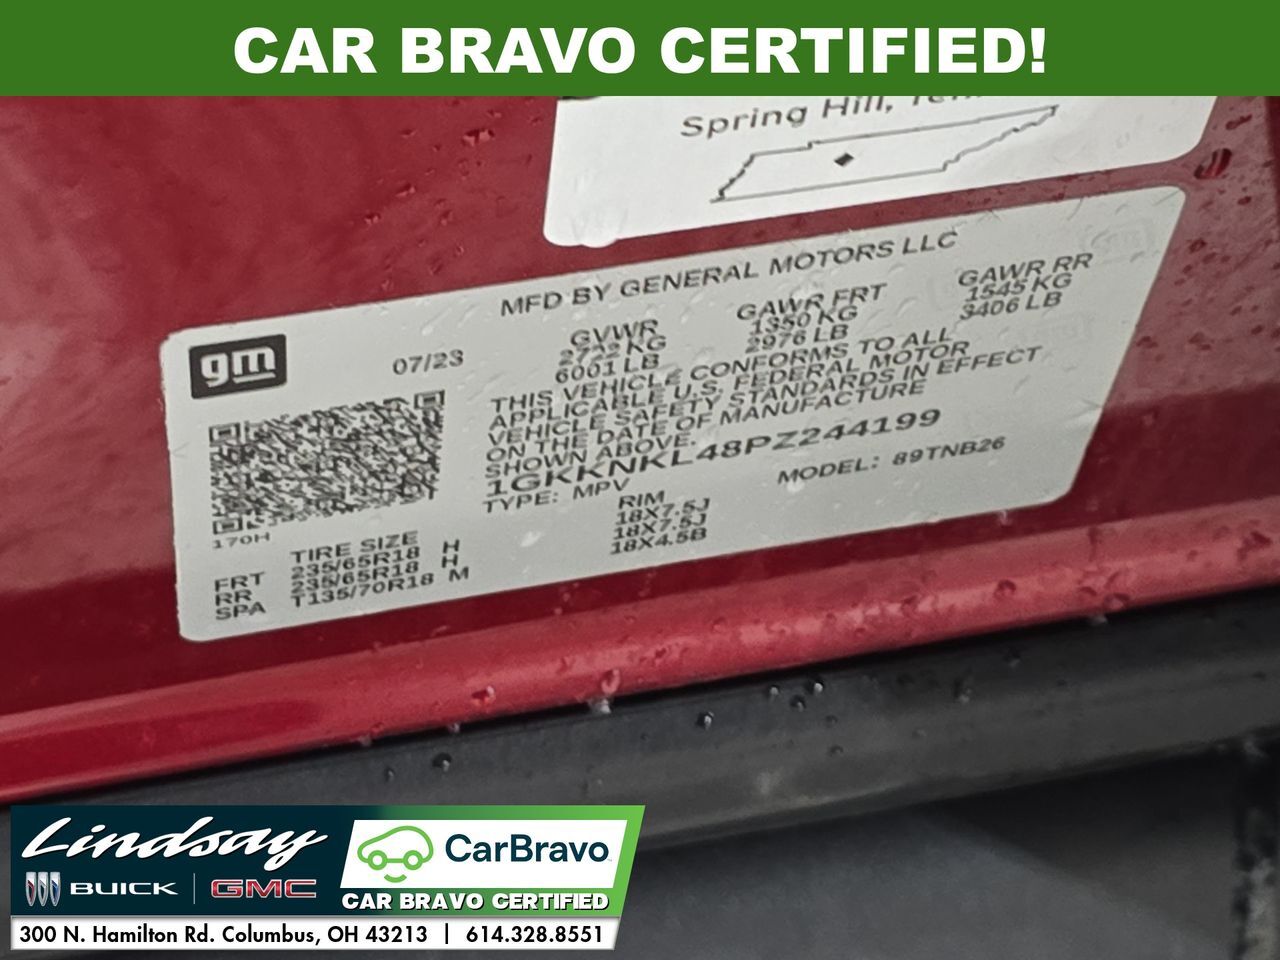 CAR BRAVO CERTIFIED!
Spring Hill,
MFD BY GENERAL MOTORS LLC
gm
07/23
GVWR
2722 KG
6001 LB
GAWR FRT
1350 KG
2976 LB
GAWR RR
1545 KG
3406 LB
THIS VEHICLE CONFORMS TO ALL
APPLICABLE U.S. FEDERAL MOTOR
VEHICLE SAFETY STANDARDS IN EFFECT
ON THE DATE OF MANUFACTURE
SHOWN ABOVE.
1GKKNKL48PZ244199
TYPE: MPV
MODEL: 89TNB26
170H
TIRE SIZE
RIM
FRT 235/65R18 H 18X7.5J
RR 235/65R18 H 18X7.5J
SPA T135/70R18 M 18X4.5B
Lindsay
BUICK | GMC
CarBravo
CAR BRAVO CERTIFIED
300 N. Hamilton Rd. Columbus, OH 43213 | 614.328.8551